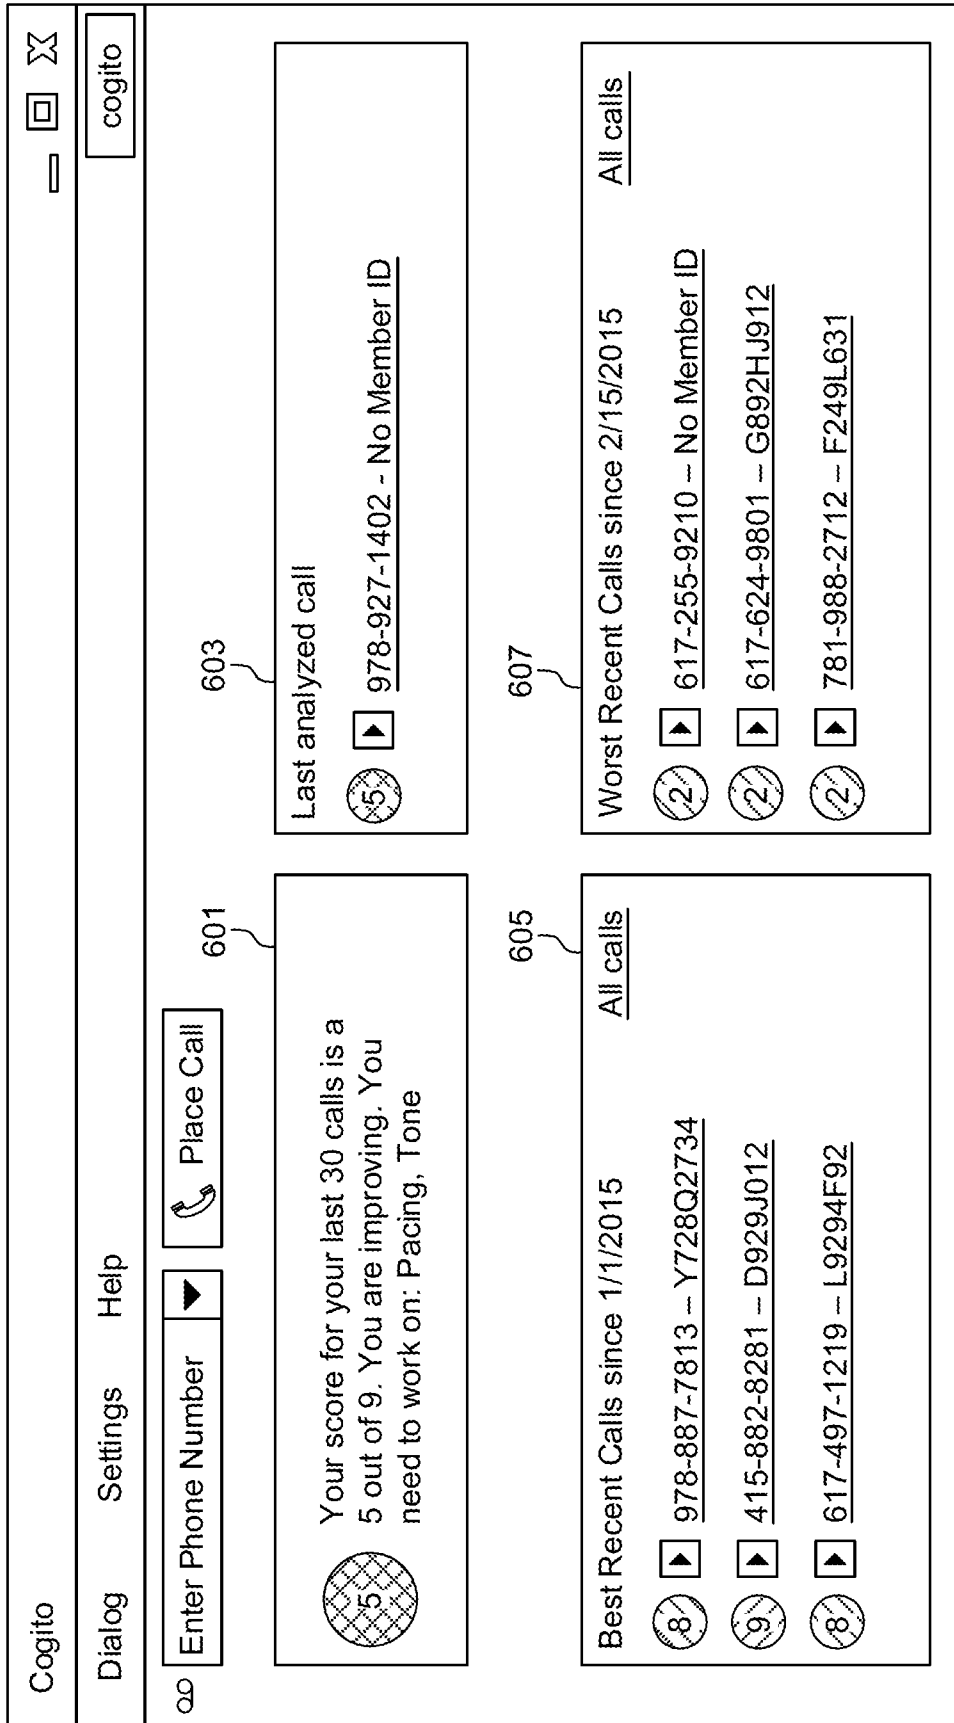 Cogito
Dialog Settings Help cogito
Enter Phone Number Place Call
601
5
Your score for your last 30 calls is a
5 out of 9. You are improving. You
need to work on: Pacing, Tone
603
Last analyzed call
5 978-927-1402 - No Member ID
605
Best Recent Calls since 1/1/2015 All calls
8 978-887-7813 – Y728Q2734
9 415-882-8281 – D929J012
8 617-497-1219 – L9294F92
607
Worst Recent Calls since 2/15/2015 All calls
2 617-255-9210 – No Member ID
2 617-624-9801 – G892HJ912
2 781-988-2712 – F249L631